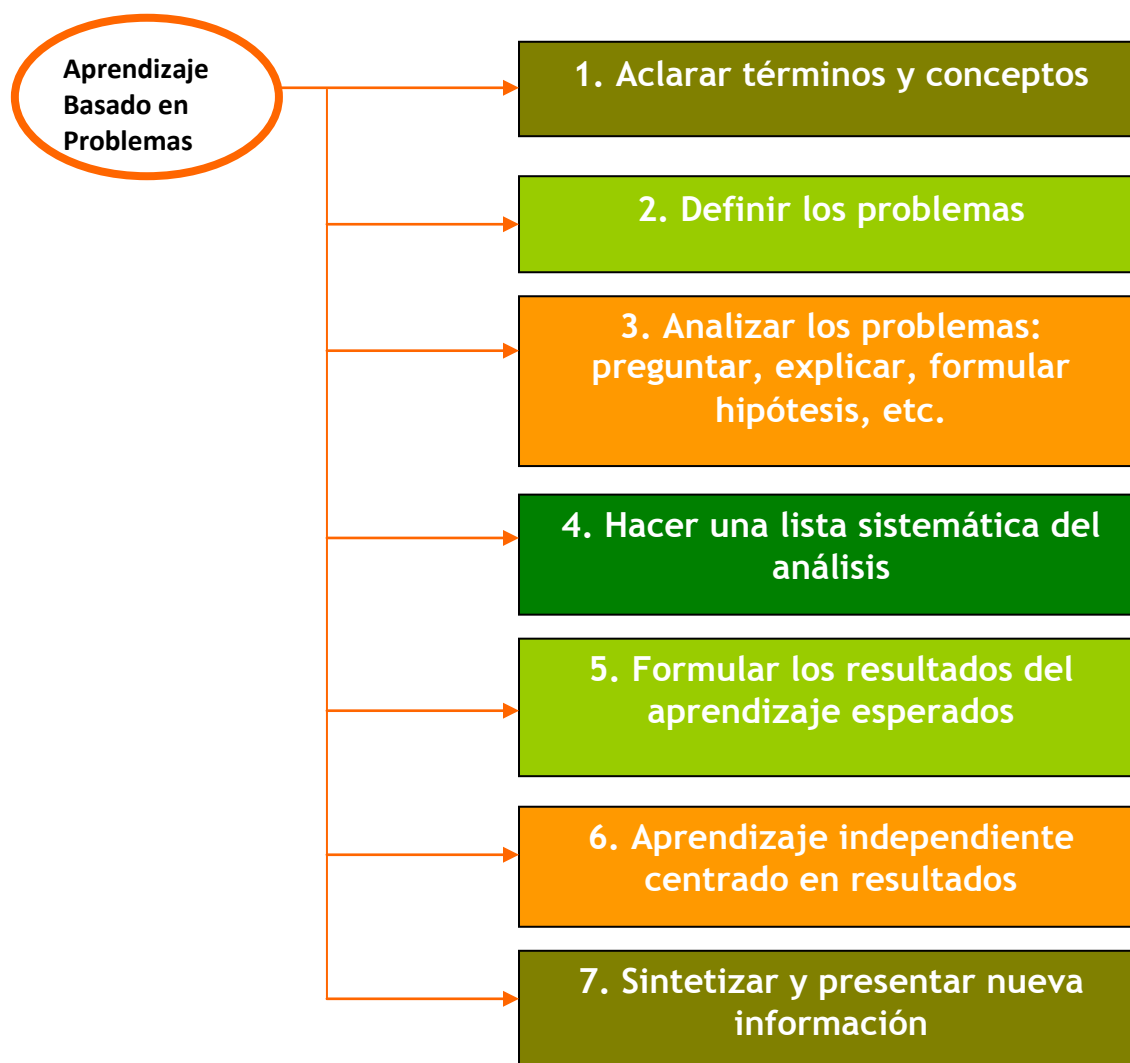 Aprendizaje
Basado en
Problemas
1. Aclarar términos y conceptos
2. Definir los problemas
3. Analizar los problemas:
preguntar, explicar, formular
hipótesis, etc.
4. Hacer una lista sistemática del
análisis
5. Formular los resultados del
aprendizaje esperados
6. Aprendizaje independiente
centrado en resultados
7. Sintetizar y presentar nueva
información